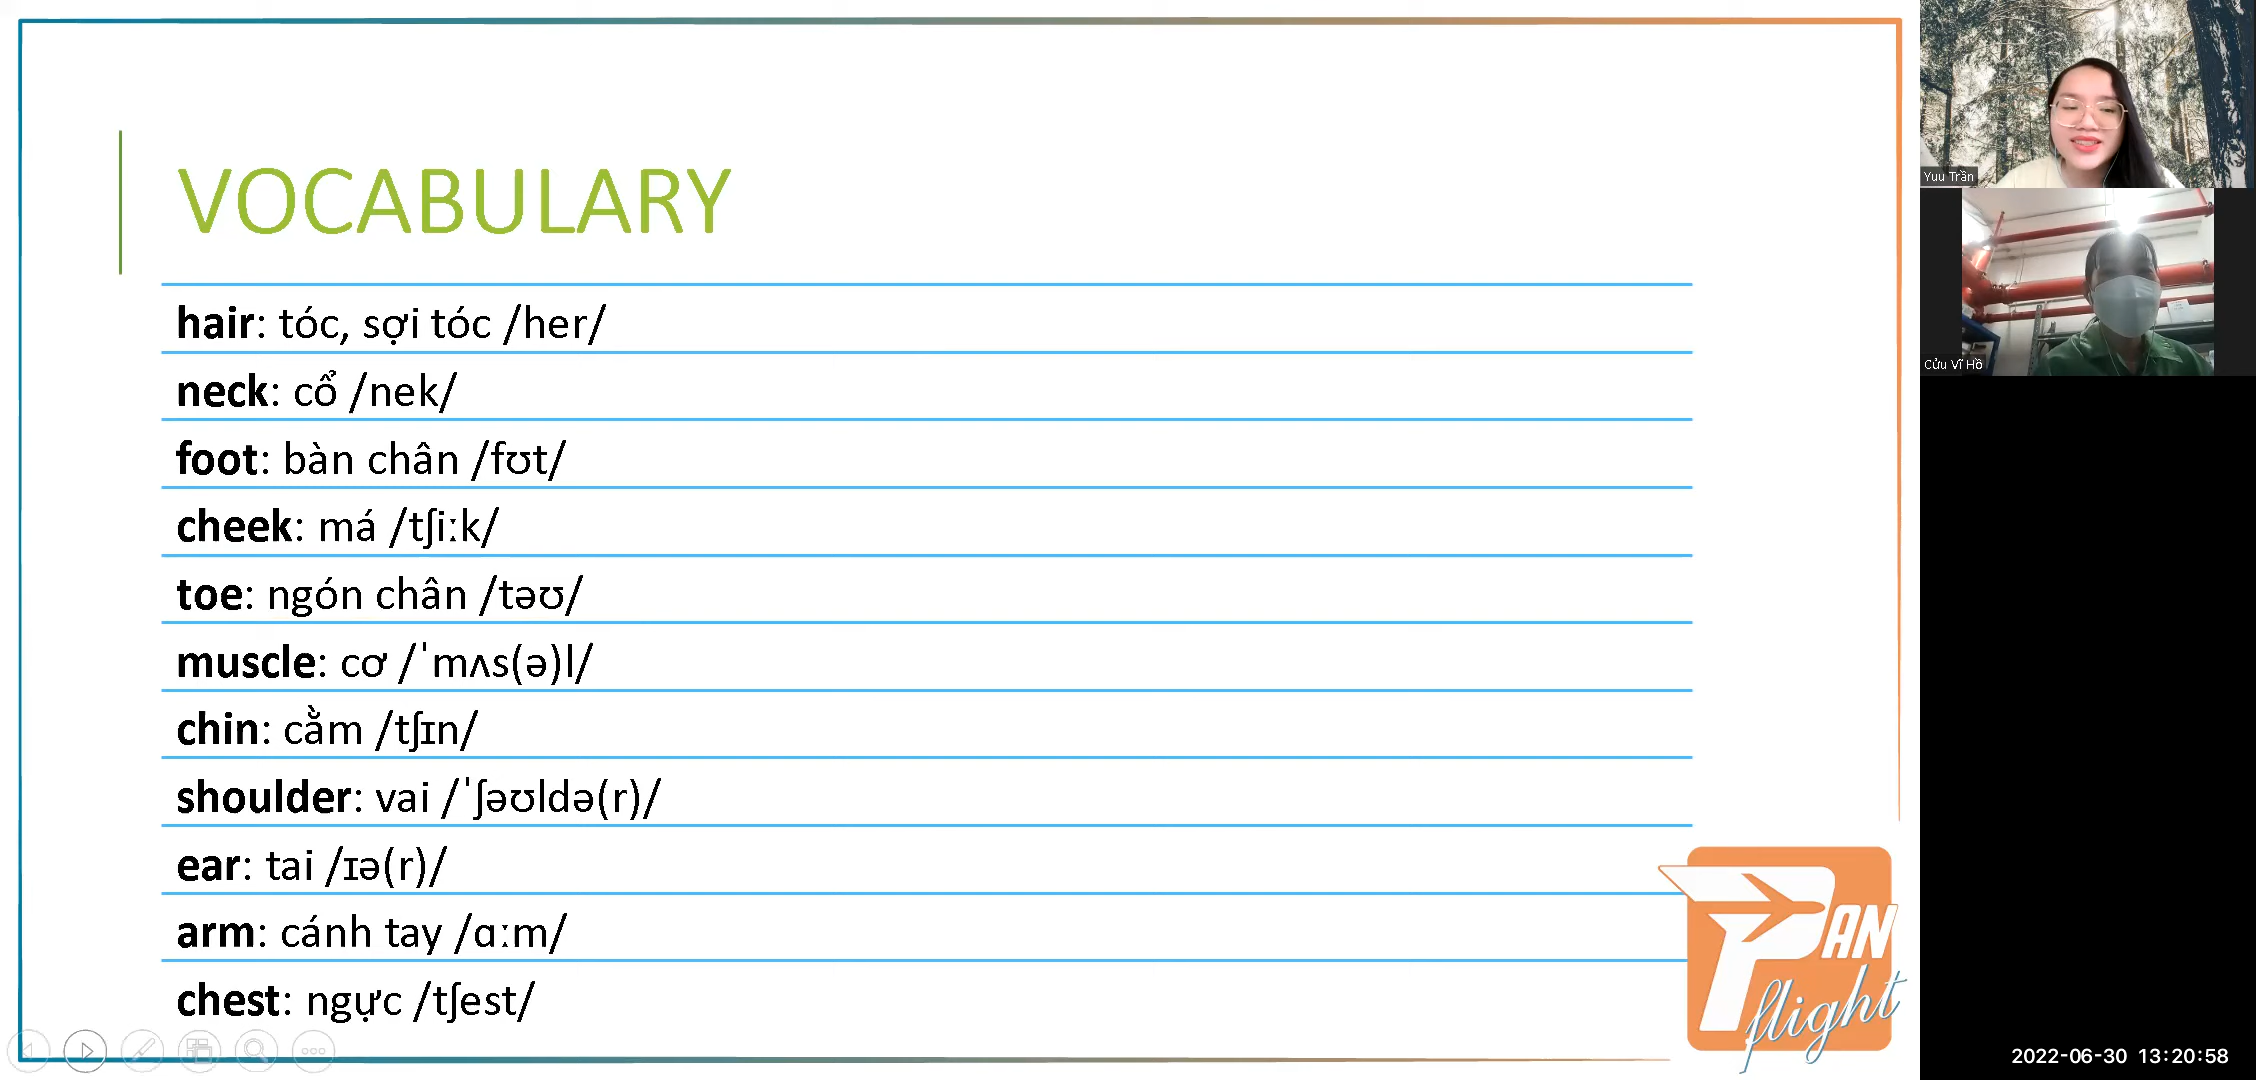 VOCABULARY
hair: tóc, sợi tóc /her/
neck: cổ /nek/
foot: bàn chân /fʊt/
cheek: má /tʃiːk/
toe: ngón chân /təʊ/
muscle: cơ /ˈmʌs(ə)l/
chin: cằm /tʃɪn/
shoulder: vai /ˈʃəʊldə(r)/
ear: tai /ɪə(r)/
arm: cánh tay /ɑːm/
chest: ngực /tʃest/
PAN
flight
Yuu Trần
Cửu Vĩ Hồ
2022-06-30 13:20:58